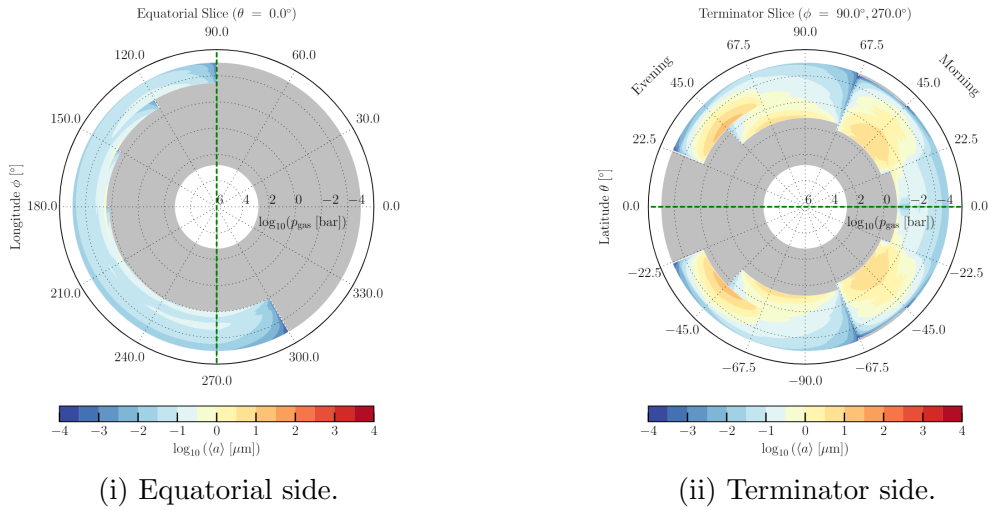 Equatorial Slice (θ = 0.0°)
90.0
120.0
60.0
150.0
30.0
Longitude ϕ [°]
180.0
6 4 2 0 −2 −4
0.0
log₁₀(p_gas [bar])
210.0
330.0
240.0
300.0
270.0
−4 −3 −2 −1 0 1 2 3 4
log₁₀(⟨a⟩ [μm])
(i) Equatorial side.
Terminator Slice (ϕ = 90.0°, 270.0°)
90.0
67.5
67.5
Evening
Morning
45.0
45.0
22.5
22.5
Latitude θ [°]
0.0
6 4 2 0 −2 −4
0.0
log₁₀(p_gas [bar])
−22.5
−22.5
−45.0
−45.0
−67.5
−67.5
−90.0
−4 −3 −2 −1 0 1 2 3 4
log₁₀(⟨a⟩ [μm])
(ii) Terminator side.